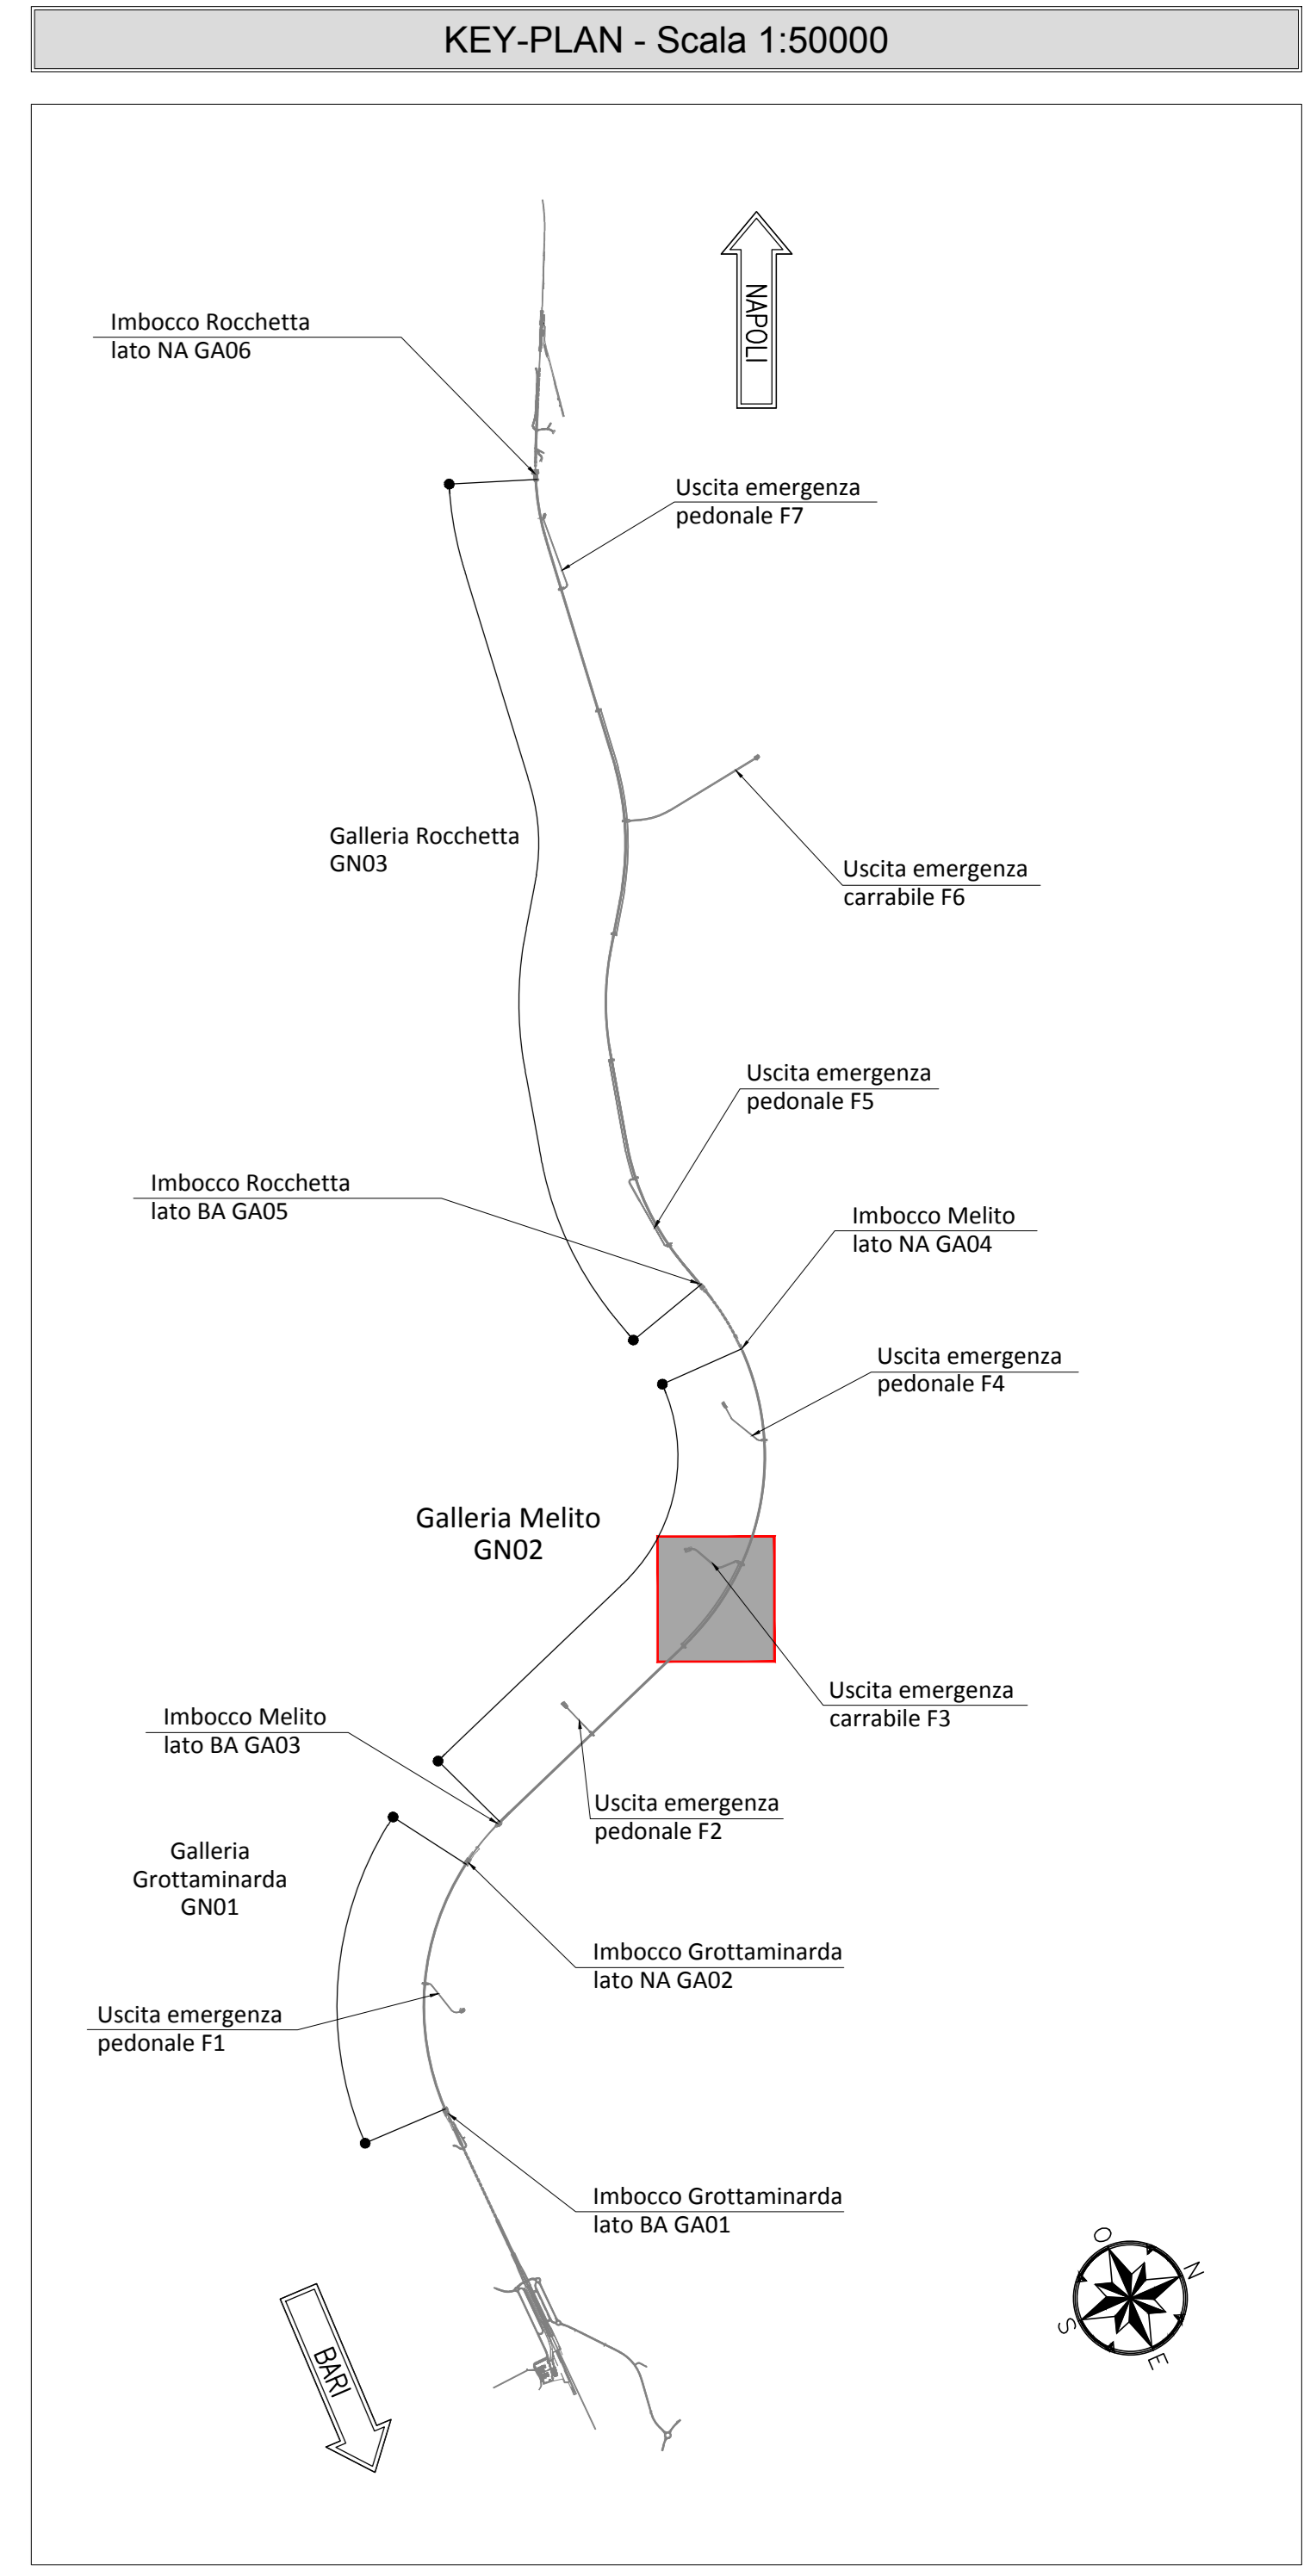 KEY-PLAN - Scala 1:50000
NAPOLI
Imbocco Rocchetta
lato NA GA06
Uscita emergenza
pedonale F7
Galleria Rocchetta
GN03
Uscita emergenza
carrabile F6
Uscita emergenza
pedonale F5
Imbocco Rocchetta
lato BA GA05
Imbocco Melito
lato NA GA04
Uscita emergenza
pedonale F4
Galleria Melito
GN02
Uscita emergenza
carrabile F3
Imbocco Melito
lato BA GA03
Uscita emergenza
pedonale F2
Galleria
Grottaminarda
GN01
Imbocco Grottaminarda
lato NA GA02
Uscita emergenza
pedonale F1
Imbocco Grottaminarda
lato BA GA01
BARI
O
N
S
E